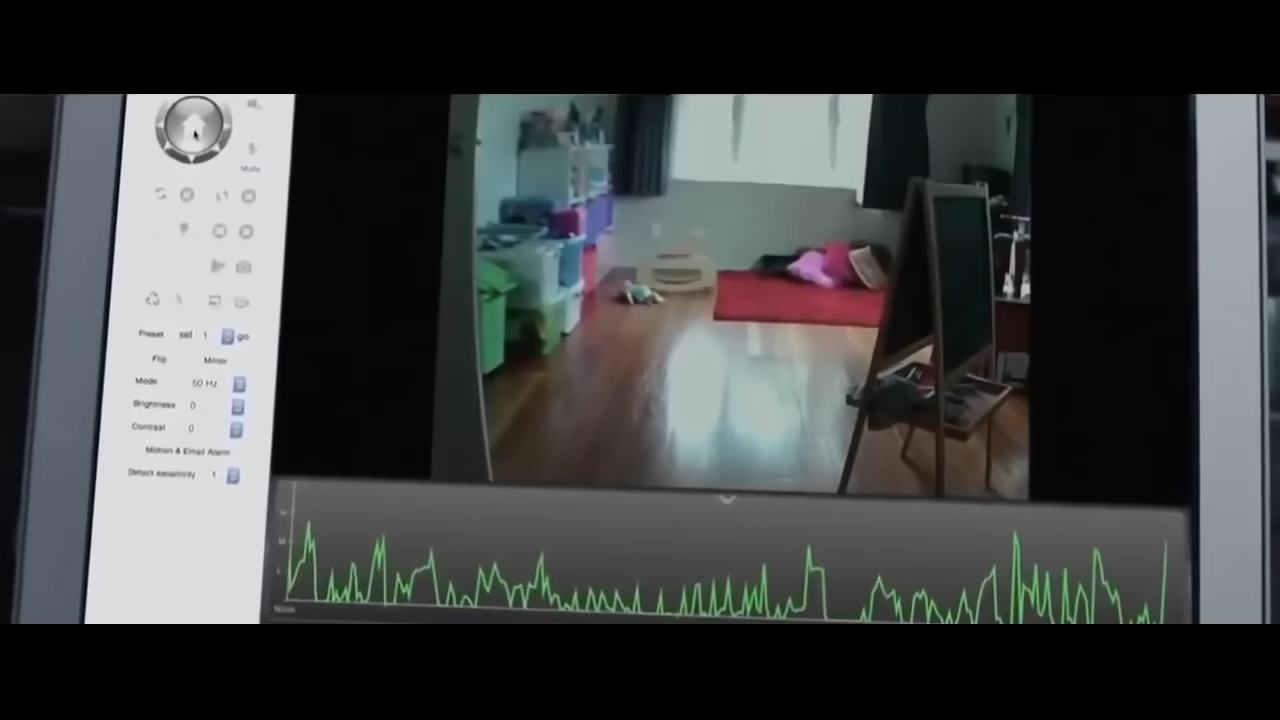 Mute
Preset set 1 go
Flip Mirror
Mode 50 Hz
Brightness 0
Contrast 0
Motion & Email Alarm
Detect sensitivity 1
H
M
L
Noise